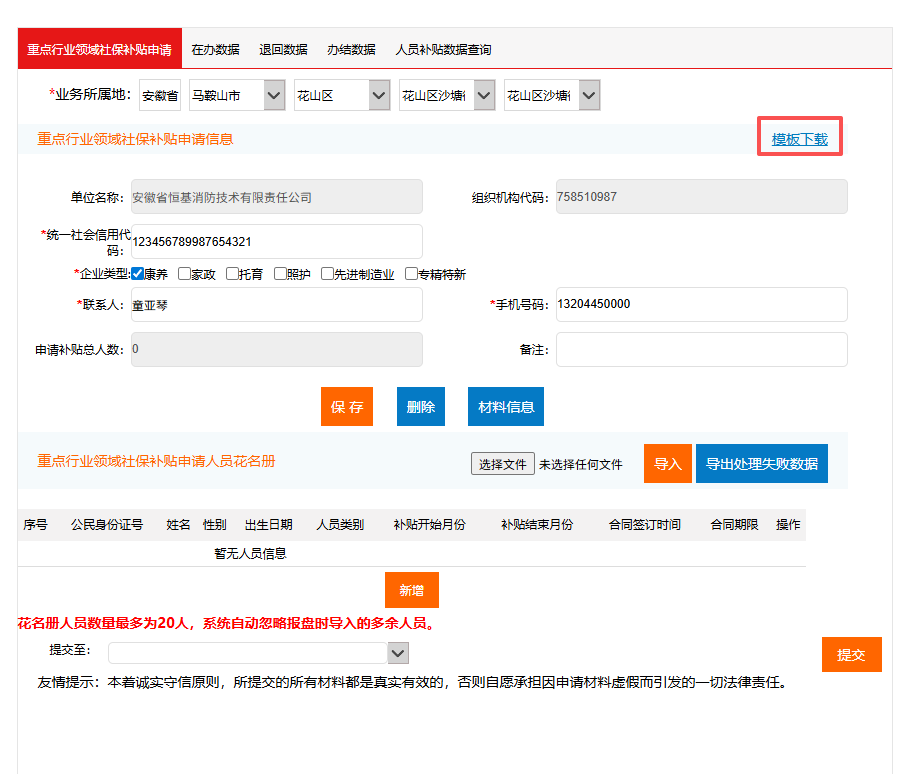 重点行业领域社保补贴申请 在办数据 退回数据 办结数据 人员补贴数据查询
*业务所属地： 安徽省 马鞍山市 花山区 花山区沙塘 花山区沙塘
重点行业领域社保补贴申请信息 模板下载
单位名称： 安徽省恒基消防技术有限责任公司 组织机构代码： 758510987
*统一社会信用代
码： 123456789987654321
*企业类型: 康养 家政 托育 照护 先进制造业 专精特新
*联系人： 童亚琴 *手机号码： 13204450000
申请补贴总人数： 0 备注：
保 存 删除 材料信息
重点行业领域社保补贴申请人员花名册 选择文件 未选择任何文件 导入 导出处理失败数据
序号 公民身份证号 姓名 性别 出生日期 人员类别 补贴开始月份 补贴结束月份 合同签订时间 合同期限 操作
暂无人员信息
新增
花名册人员数量最多为20人，系统自动忽略报盘时导入的多余人员。
提交至： 提交
友情提示：本着诚实守信原则，所提交的所有材料都是真实有效的，否则自愿承担因申请材料虚假而引发的一切法律责任。